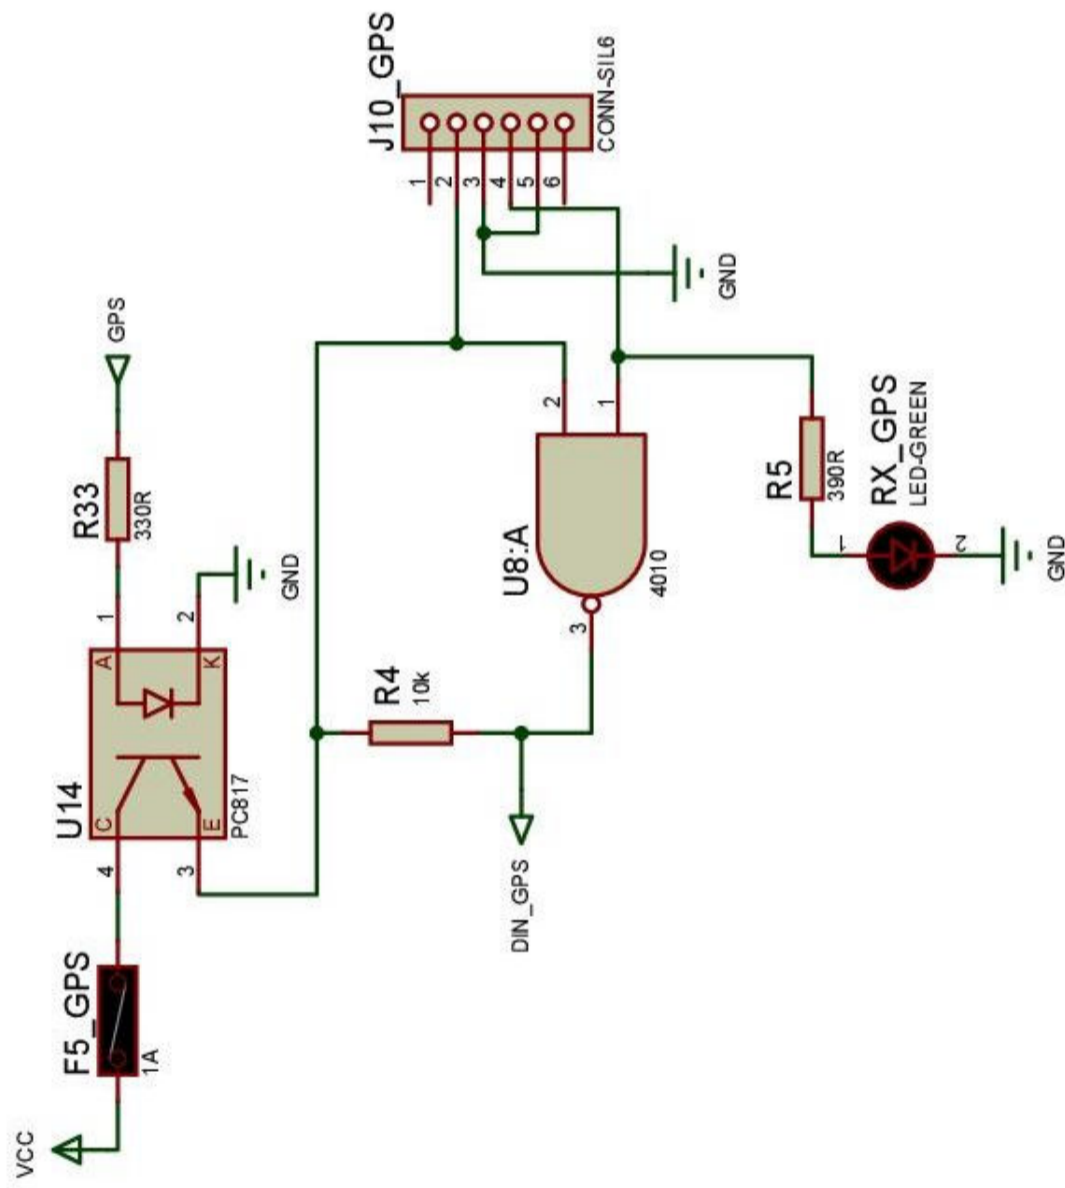 VCC
F5_GPS
1A
U14
PC817
C
E
A
K
4
3
1
2
GND
R33
330R
GPS
J10_GPS
CONN-SIL6
1
2
3
4
5
6
GND
R4
10k
DIN_GPS
U8:A
4010
3
2
1
R5
390R
RX_GPS
LED-GREEN
1
2
GND